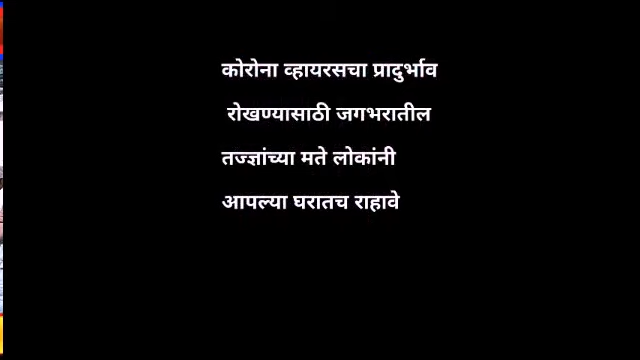 कोरोना व्हायरसचा प्रादुर्भाव
रोखण्यासाठी जगभरातील
तज्ज्ञांच्या मते लोकांनी
आपल्या घरातच राहावे